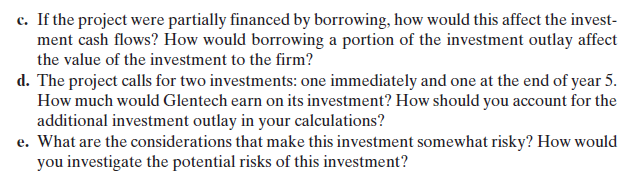 c. If the project were partially financed by borrowing, how would this affect the invest-
ment cash flows? How would borrowing a portion of the investment outlay affect
the value of the investment to the firm?
d. The project calls for two investments: one immediately and one at the end of year 5.
How much would Glentech earn on its investment? How should you account for the
additional investment outlay in your calculations?
e. What are the considerations that make this investment somewhat risky? How would
you investigate the potential risks of this investment?